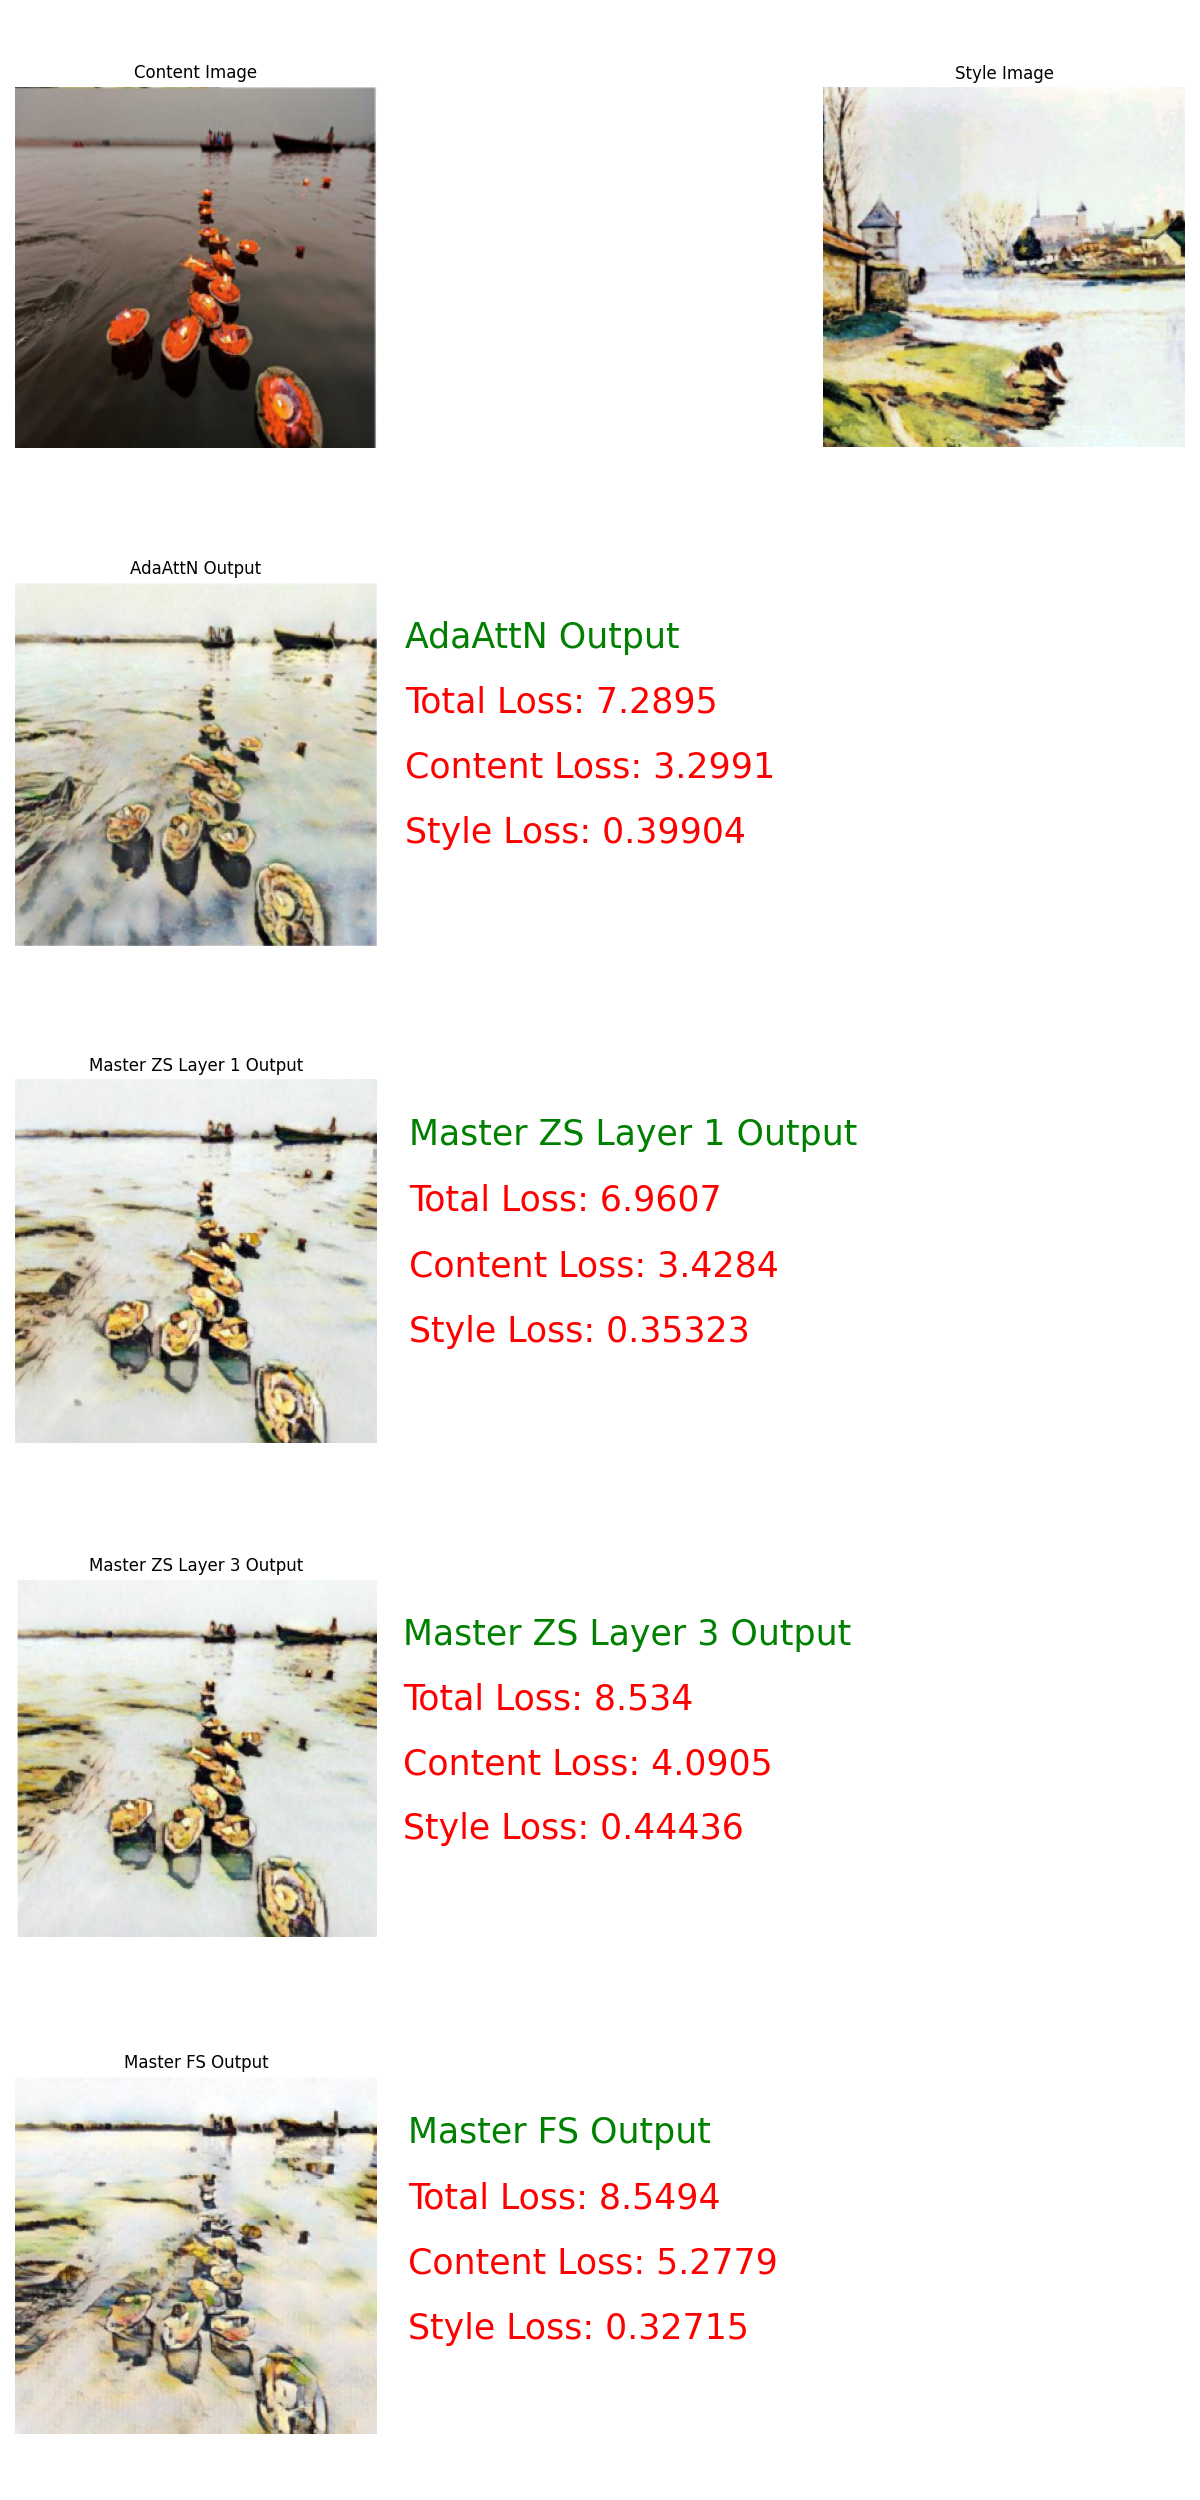 Content Image
Style Image
AdaAttN Output
AdaAttN Output
Total Loss: 7.2895
Content Loss: 3.2991
Style Loss: 0.39904
Master ZS Layer 1 Output
Master ZS Layer 1 Output
Total Loss: 6.9607
Content Loss: 3.4284
Style Loss: 0.35323
Master ZS Layer 3 Output
Master ZS Layer 3 Output
Total Loss: 8.534
Content Loss: 4.0905
Style Loss: 0.44436
Master FS Output
Master FS Output
Total Loss: 8.5494
Content Loss: 5.2779
Style Loss: 0.32715